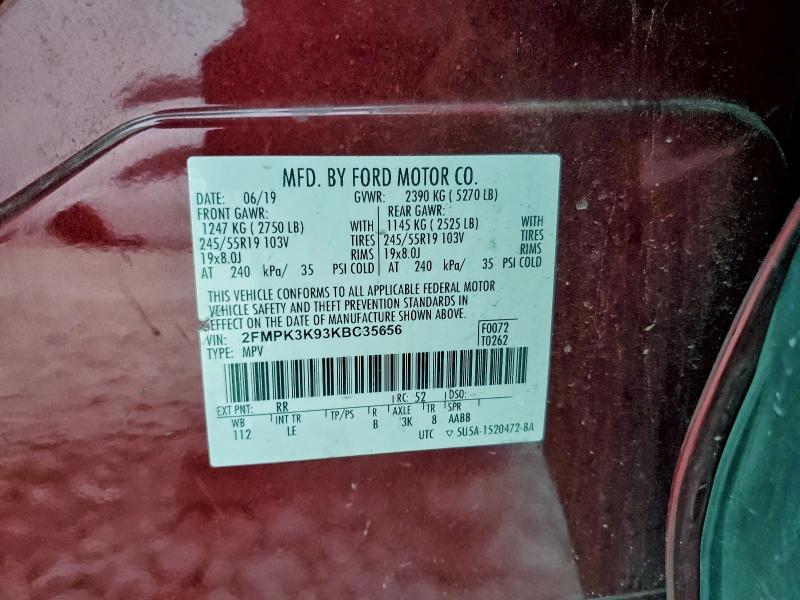 MFD. BY FORD MOTOR CO.
DATE: 06/19 GVWR: 2390 KG ( 5270 LB)
FRONT GAWR: REAR GAWR:
1247 KG ( 2750 LB) WITH 1145 KG ( 2525 LB) WITH
245/55R19 103V TIRES 245/55R19 103V TIRES
19x8.0J RIMS 19x8.0J RIMS
AT 240 kPa/ 35 PSI COLD AT 240 kPa/ 35 PSI COLD
THIS VEHICLE CONFORMS TO ALL APPLICABLE FEDERAL MOTOR
VEHICLE SAFETY AND THEFT PREVENTION STANDARDS IN
EFFECT ON THE DATE OF MANUFACTURE SHOWN ABOVE.
VIN: 2FMPK3K93KBC35656 F0072
TYPE: MPV T0262
EXT PNT: RR RC: 52 DSO:
WB INT TR TP/PS R AXLE TR SPR
112 LE B 3K 8 AABB
UTC ▽ 5U5A-1520472-BA